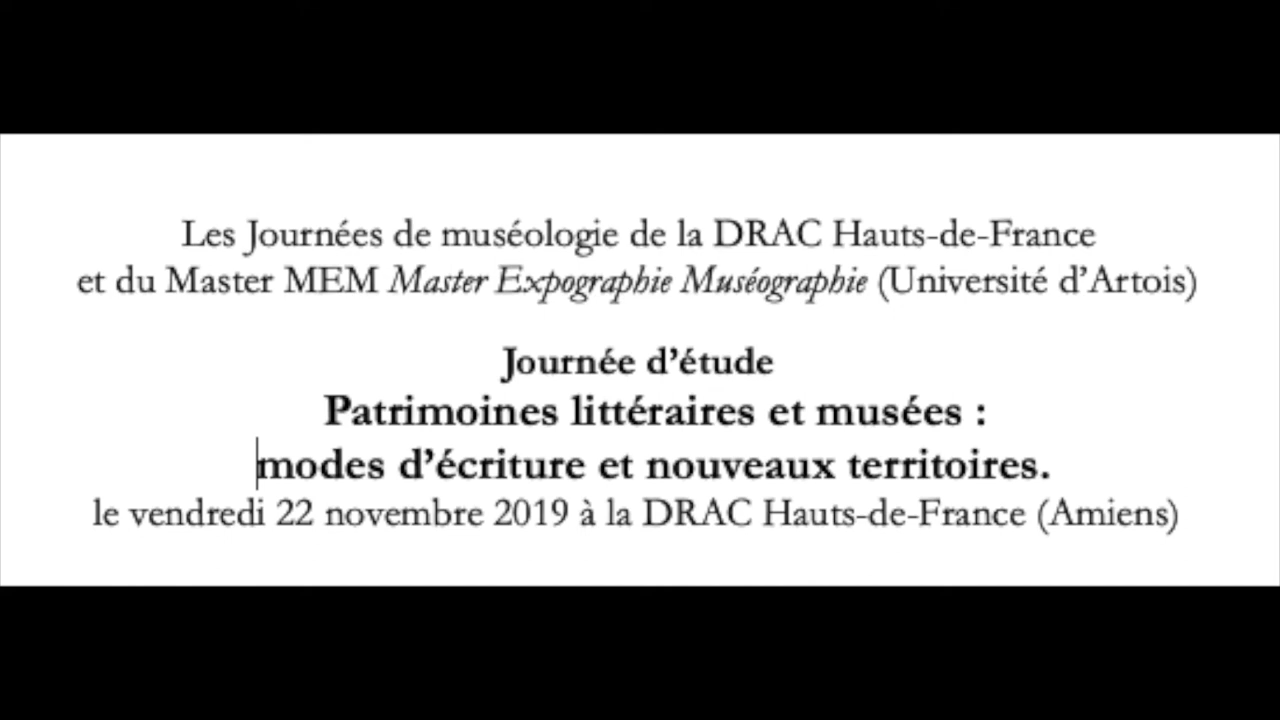 Les Journées de muséologie de la DRAC Hauts-de-France
et du Master MEM Master Expographie Muséographie (Université d’Artois)
Journée d’étude
Patrimoines littéraires et musées :
modes d’écriture et nouveaux territoires.
le vendredi 22 novembre 2019 à la DRAC Hauts-de-France (Amiens)